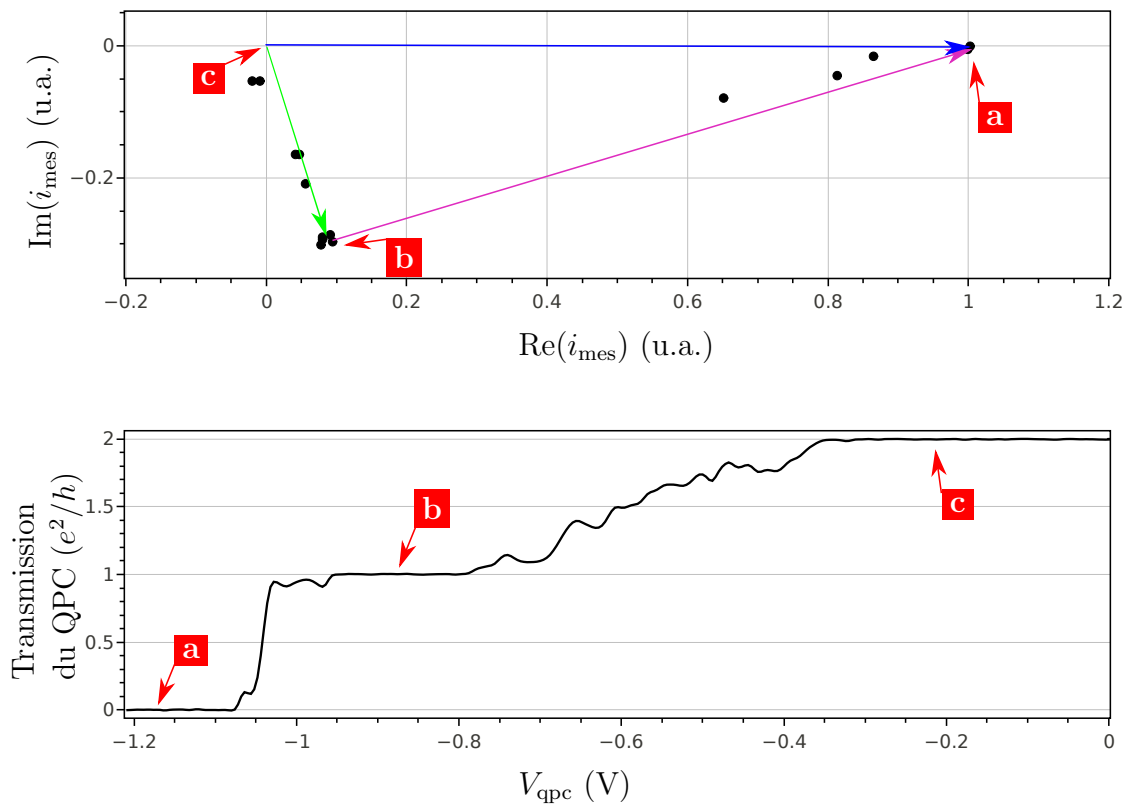 Im(i_mes) (u.a.)
0
−0.2
c
a
b
−0.2 0 0.2 0.4 0.6 0.8 1 1.2
Re(i_mes) (u.a.)
Transmission
du QPC (e²/h)
2
1.5
1
0.5
0
a
b
c
−1.2 −1 −0.8 −0.6 −0.4 −0.2 0
V_qpc (V)